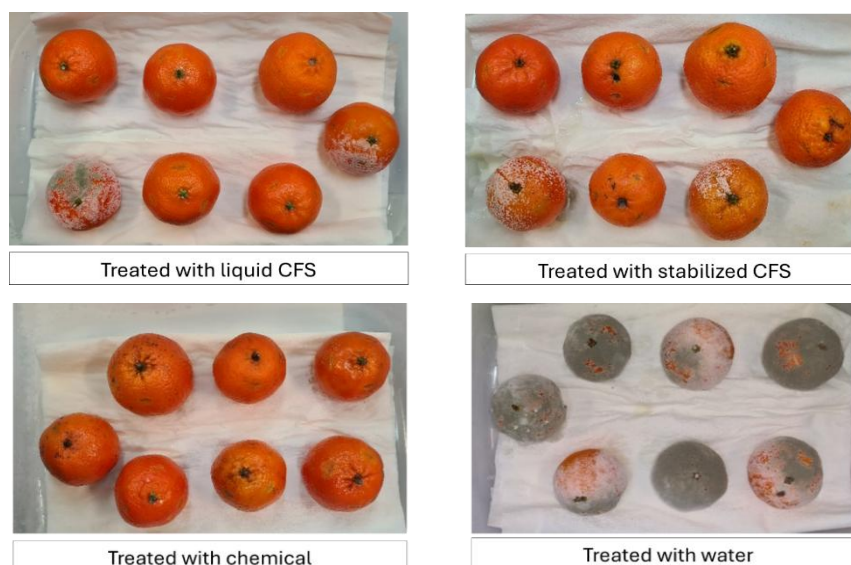 Treated with liquid CFS
Treated with stabilized CFS
Treated with chemical
Treated with water